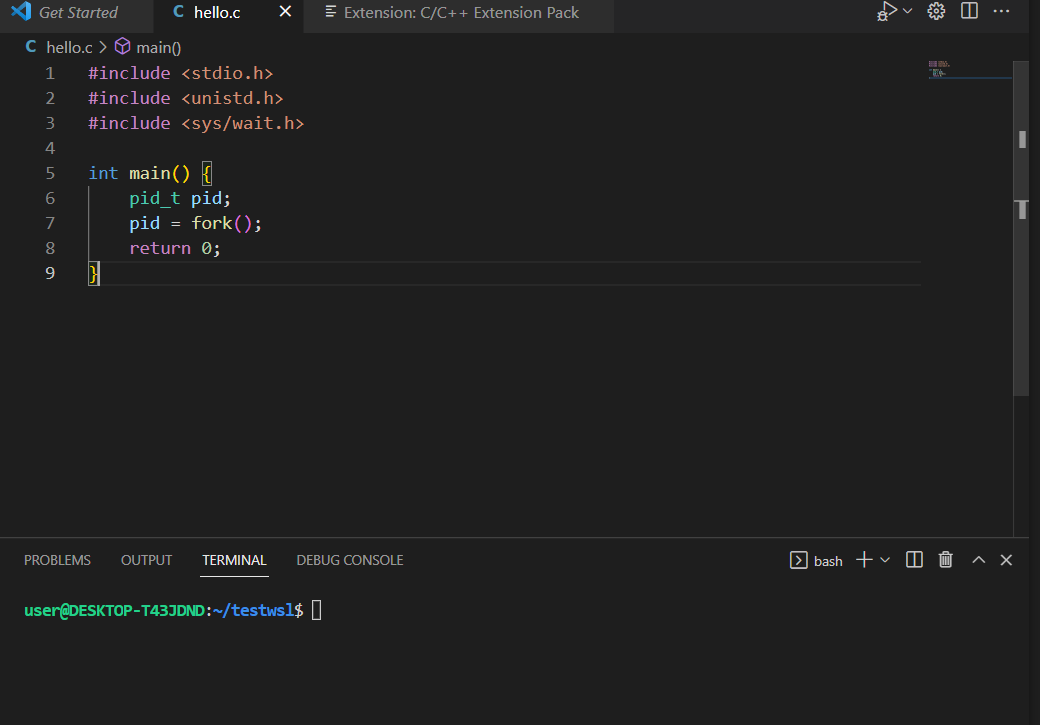 Get Started
C hello.c
Extension: C/C++ Extension Pack
C hello.c > main()
1 #include <stdio.h>
2 #include <unistd.h>
3 #include <sys/wait.h>
4
5 int main() {
6     pid_t pid;
7     pid = fork();
8     return 0;
9 }
PROBLEMS OUTPUT TERMINAL DEBUG CONSOLE bash
user@DESKTOP-T43JDND:~/testwsl$